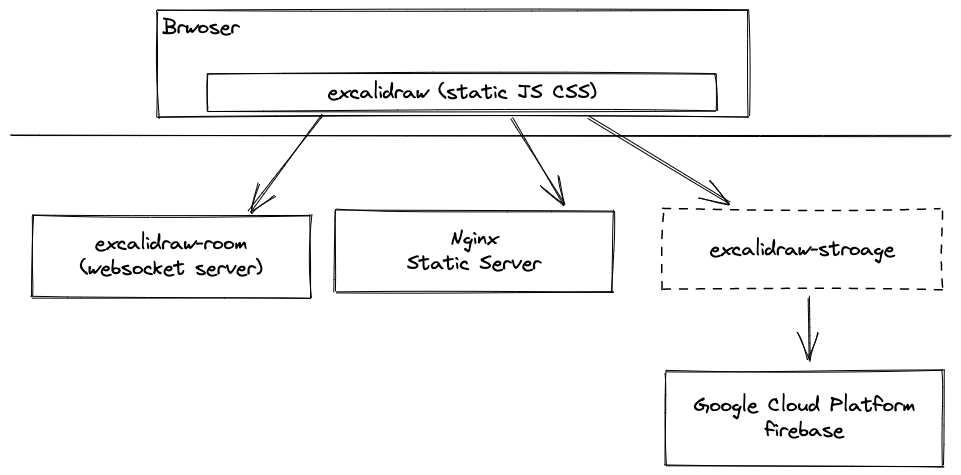 Brwoser
excalidraw (static JS CSS)
excalidraw-room
(websocket server)
Nginx
Static Server
excalidraw-stroage
Google Cloud Platform
firebase